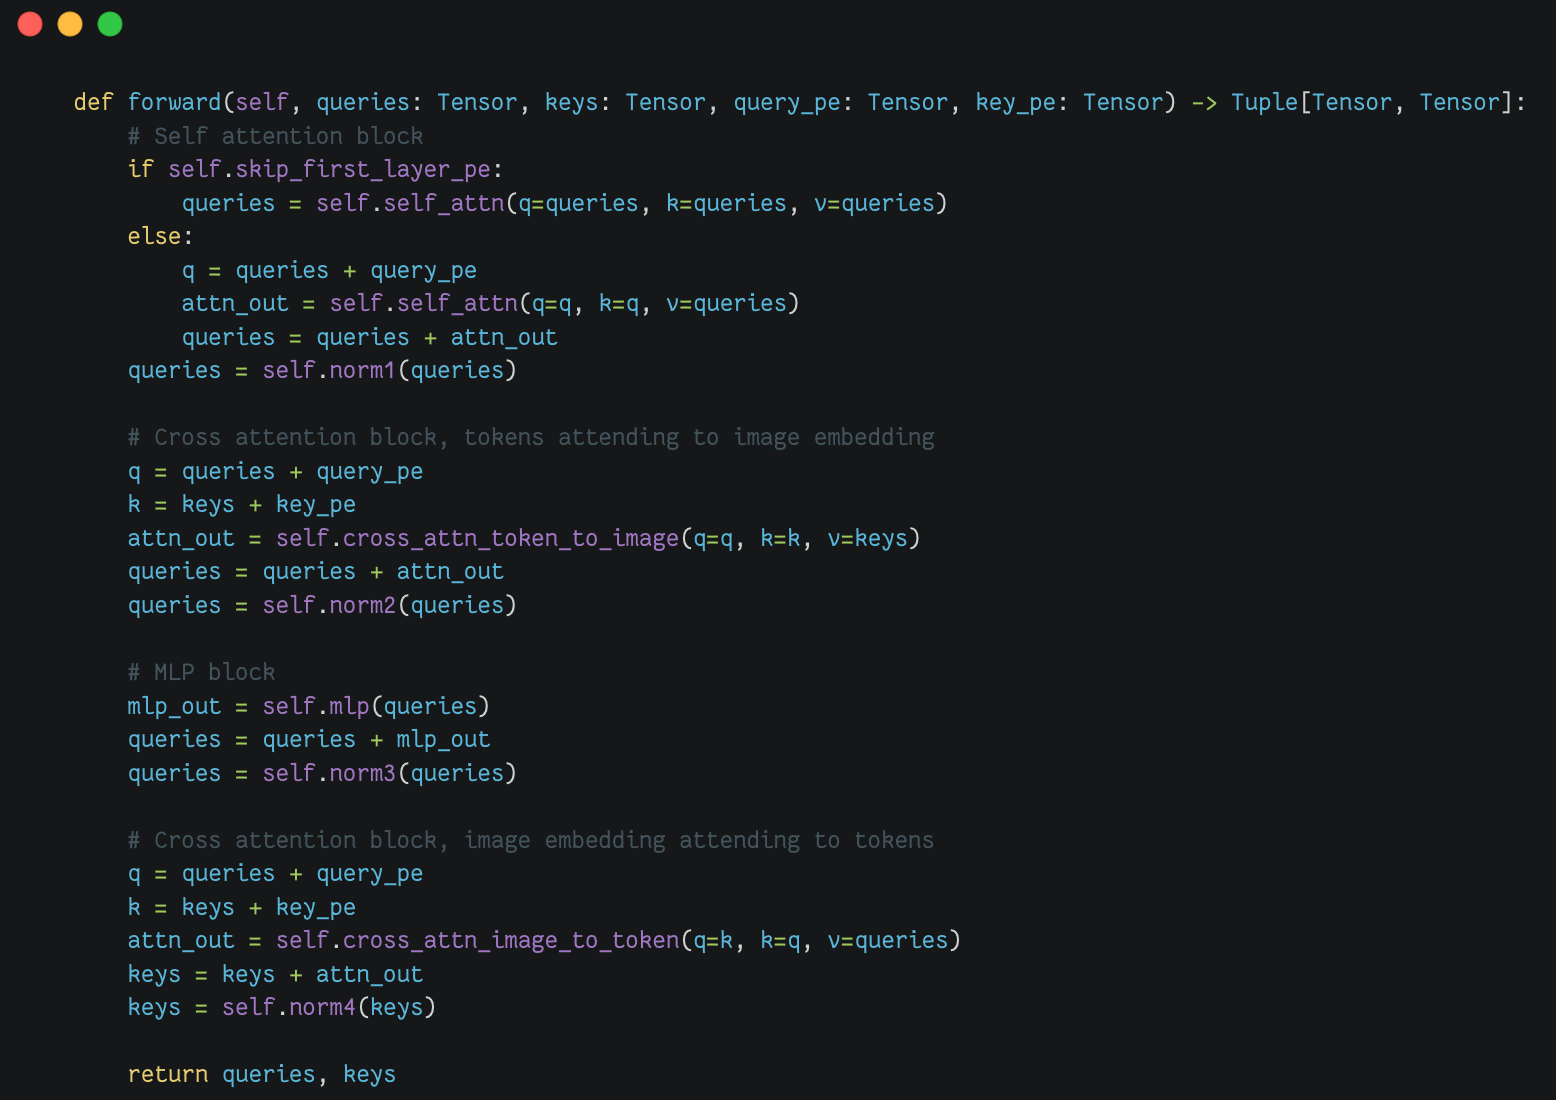 def forward(self, queries: Tensor, keys: Tensor, query_pe: Tensor, key_pe: Tensor) -> Tuple[Tensor, Tensor]:
    # Self attention block
    if self.skip_first_layer_pe:
        queries = self.self_attn(q=queries, k=queries, v=queries)
    else:
        q = queries + query_pe
        attn_out = self.self_attn(q=q, k=q, v=queries)
        queries = queries + attn_out
    queries = self.norm1(queries)

    # Cross attention block, tokens attending to image embedding
    q = queries + query_pe
    k = keys + key_pe
    attn_out = self.cross_attn_token_to_image(q=q, k=k, v=keys)
    queries = queries + attn_out
    queries = self.norm2(queries)

    # MLP block
    mlp_out = self.mlp(queries)
    queries = queries + mlp_out
    queries = self.norm3(queries)

    # Cross attention block, image embedding attending to tokens
    q = queries + query_pe
    k = keys + key_pe
    attn_out = self.cross_attn_image_to_token(q=k, k=q, v=queries)
    keys = keys + attn_out
    keys = self.norm4(keys)

    return queries, keys